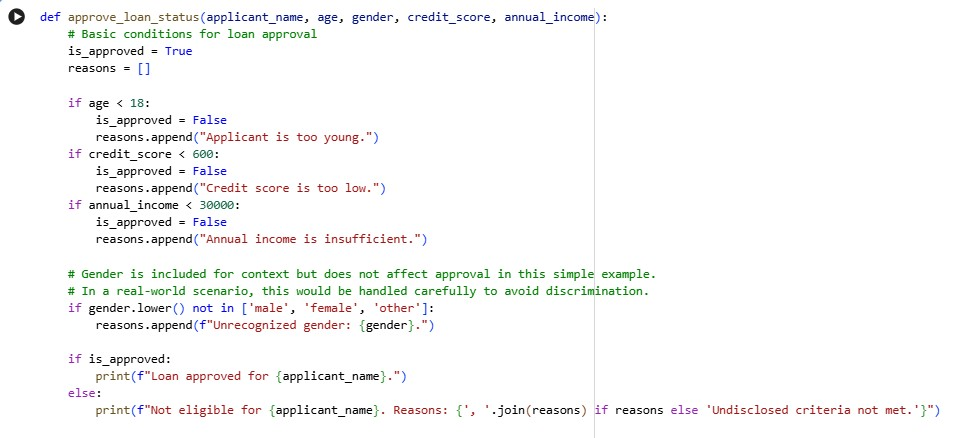 def approve_loan_status(applicant_name, age, gender, credit_score, annual_income):
    # Basic conditions for loan approval
    is_approved = True
    reasons = []

    if age < 18:
        is_approved = False
        reasons.append("Applicant is too young.")
    if credit_score < 600:
        is_approved = False
        reasons.append("Credit score is too low.")
    if annual_income < 30000:
        is_approved = False
        reasons.append("Annual income is insufficient.")

    # Gender is included for context but does not affect approval in this simple example.
    # In a real-world scenario, this would be handled carefully to avoid discrimination.
    if gender.lower() not in ['male', 'female', 'other']:
        reasons.append(f"Unrecognized gender: {gender}.")

    if is_approved:
        print(f"Loan approved for {applicant_name}.")
    else:
        print(f"Not eligible for {applicant_name}. Reasons: {', '.join(reasons) if reasons else 'Undisclosed criteria not met.'}")